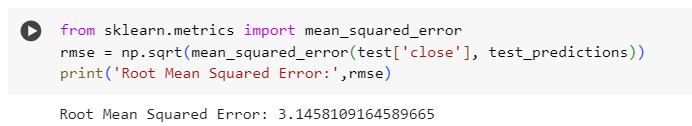 from sklearn.metrics import mean_squared_error
rmse = np.sqrt(mean_squared_error(test['close'], test_predictions))
print('Root Mean Squared Error:',rmse)
Root Mean Squared Error: 3.1458109164589665